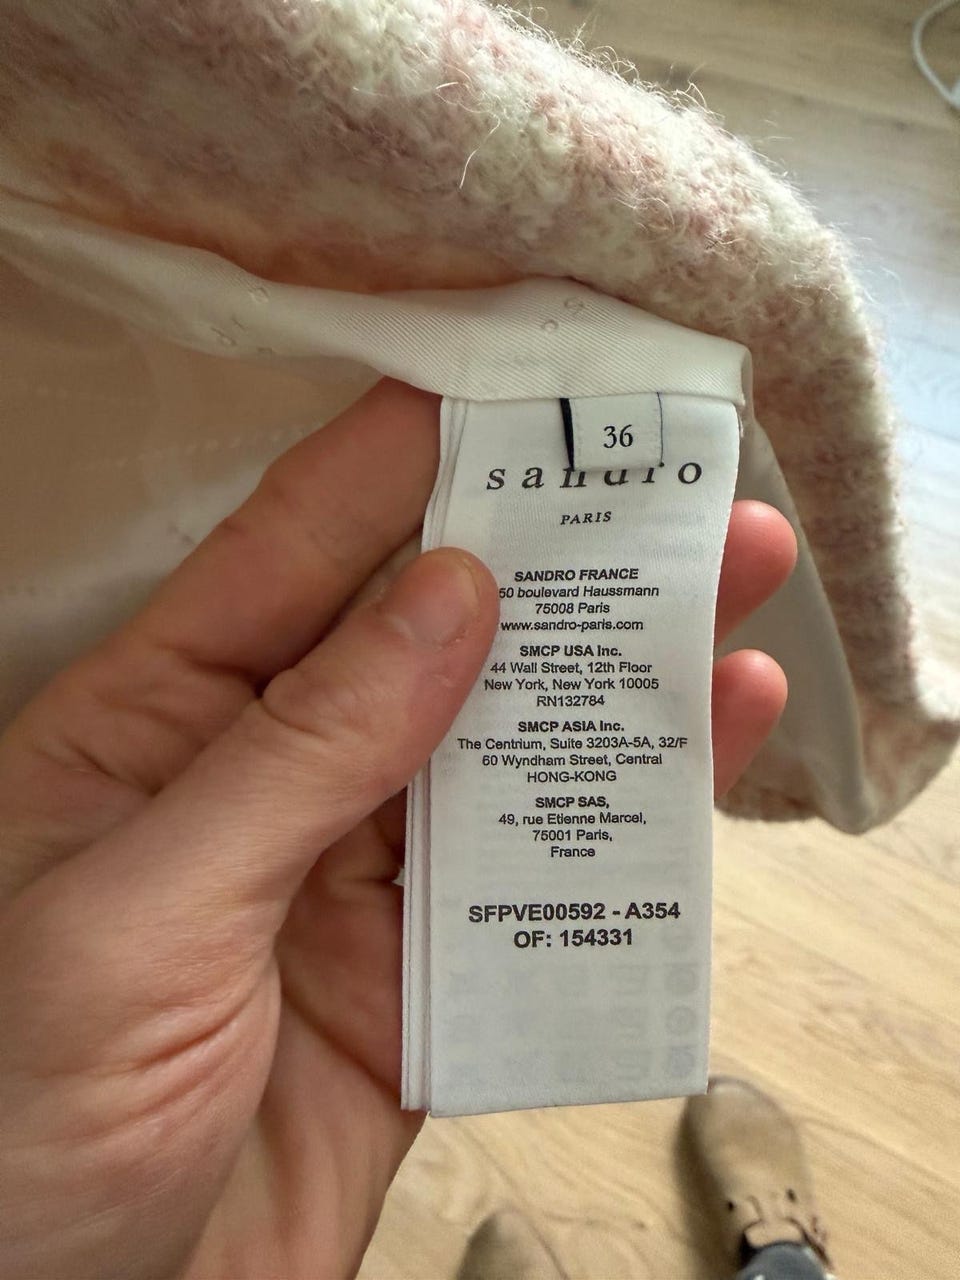 36
sandro
PARIS
SANDRO FRANCE
50 boulevard Haussmann
75008 Paris
www.sandro-paris.com
SMCP USA Inc.
44 Wall Street, 12th Floor
New York, New York 10005
RN132784
SMCP ASIA Inc.
The Centrium, Suite 3203A-5A, 32/F
60 Wyndham Street, Central
HONG-KONG
SMCP SAS,
49, rue Etienne Marcel,
75001 Paris,
France
SFPVE00592 - A354
OF: 154331